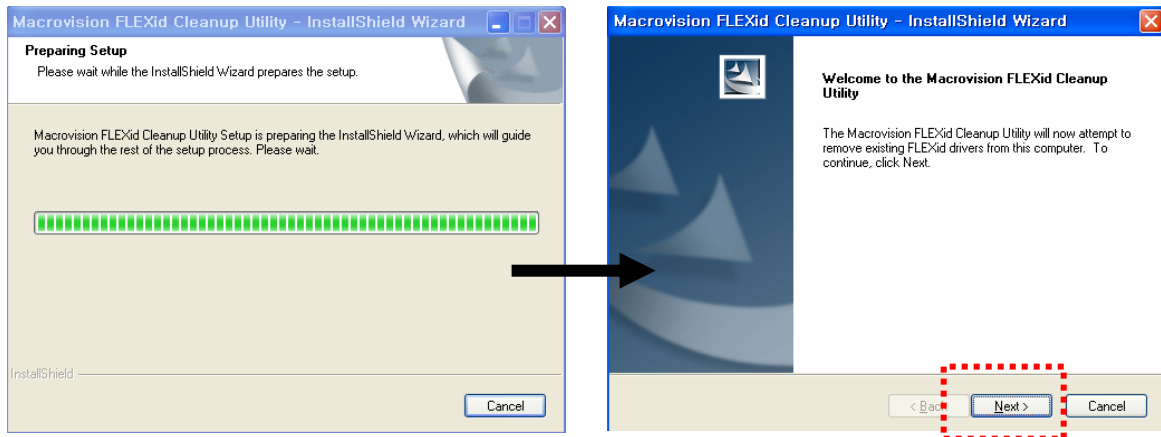 Macrovision FLEXid Cleanup Utility - InstallShield Wizard
Preparing Setup
Please wait while the InstallShield Wizard prepares the setup.
Macrovision FLEXid Cleanup Utility Setup is preparing the InstallShield Wizard, which will guide
you through the rest of the setup process. Please wait.
InstallShield
Cancel
Macrovision FLEXid Cleanup Utility - InstallShield Wizard
Welcome to the Macrovision FLEXid Cleanup
Utility
The Macrovision FLEXid Cleanup Utility will now attempt to
remove existing FLEXid drivers from this computer. To
continue, click Next.
< Back
Next >
Cancel